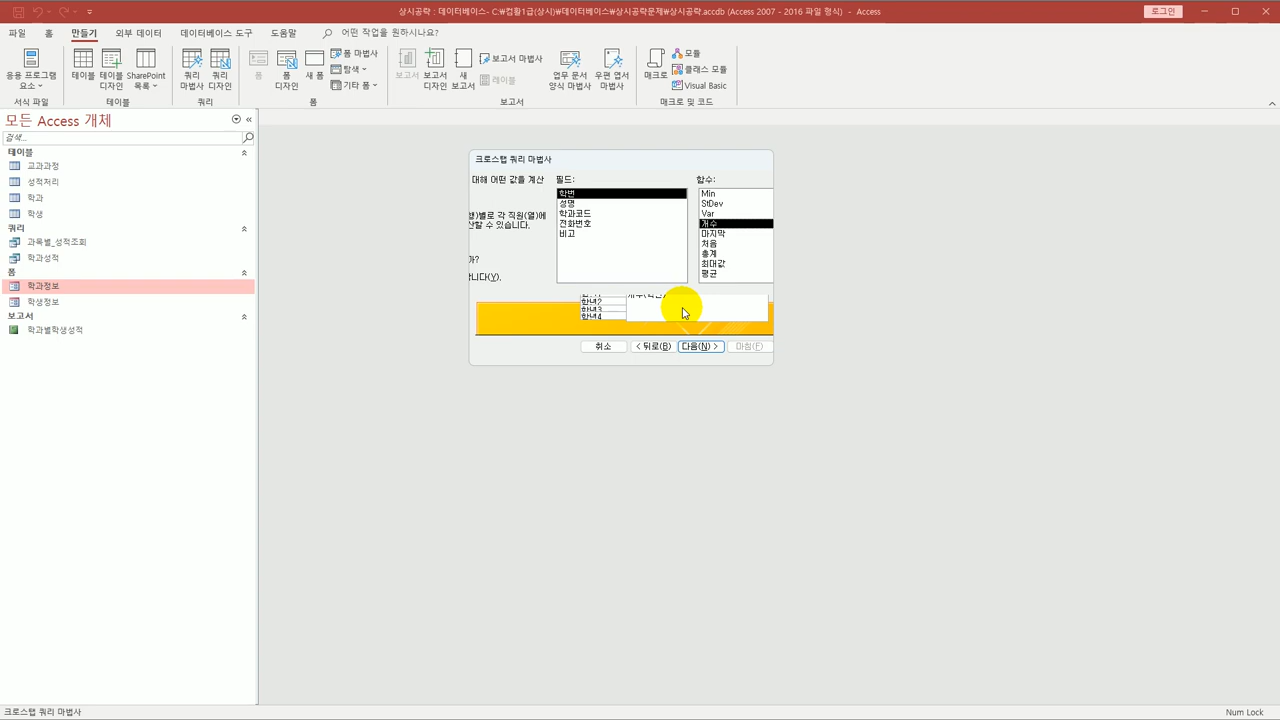 상시공략 : 데이터베이스- C:₩컴활1급(상시)₩데이터베이스₩상시공략문제₩상시공략.accdb (Access 2007 - 2016 파일 형식) - Access
로그인
파일 홈 만들기 외부 데이터 데이터베이스 도구 도움말 어떤 작업을 원하시나요?
응용 프로그램 요소
서식 파일
테이블
테이블 디자인
SharePoint 목록
테이블
쿼리 마법사
쿼리 디자인
쿼리
폼
폼 디자인
새 폼
폼 마법사
탐색
기타 폼
폼
보고서
보고서 디자인
새 보고서
보고서 마법사
레이블
업무 문서 양식 마법사
우편 엽서 마법사
보고서
매크로
모듈
클래스 모듈
Visual Basic
매크로 및 코드
모든 Access 개체
검색...
테이블
교과과정
성적처리
학과
학생
쿼리
과목별_성적조회
학과성적
폼
학과정보
학생정보
보고서
학과별학생성적
크로스탭 쿼리 마법사
대해 어떤 값을 계산
필드:
함수:
별로 각 직원(열)에
산할 수 있습니다.
까?
합니다(Y).
학번
성명
학과코드
전화번호
비고
Min
StDev
Var
개수
마지막
처음
총계
최대값
평균
학년2
학년3
학년4
취소
< 뒤로(B)
다음(N) >
마침(F)
크로스탭 쿼리 마법사
Num Lock